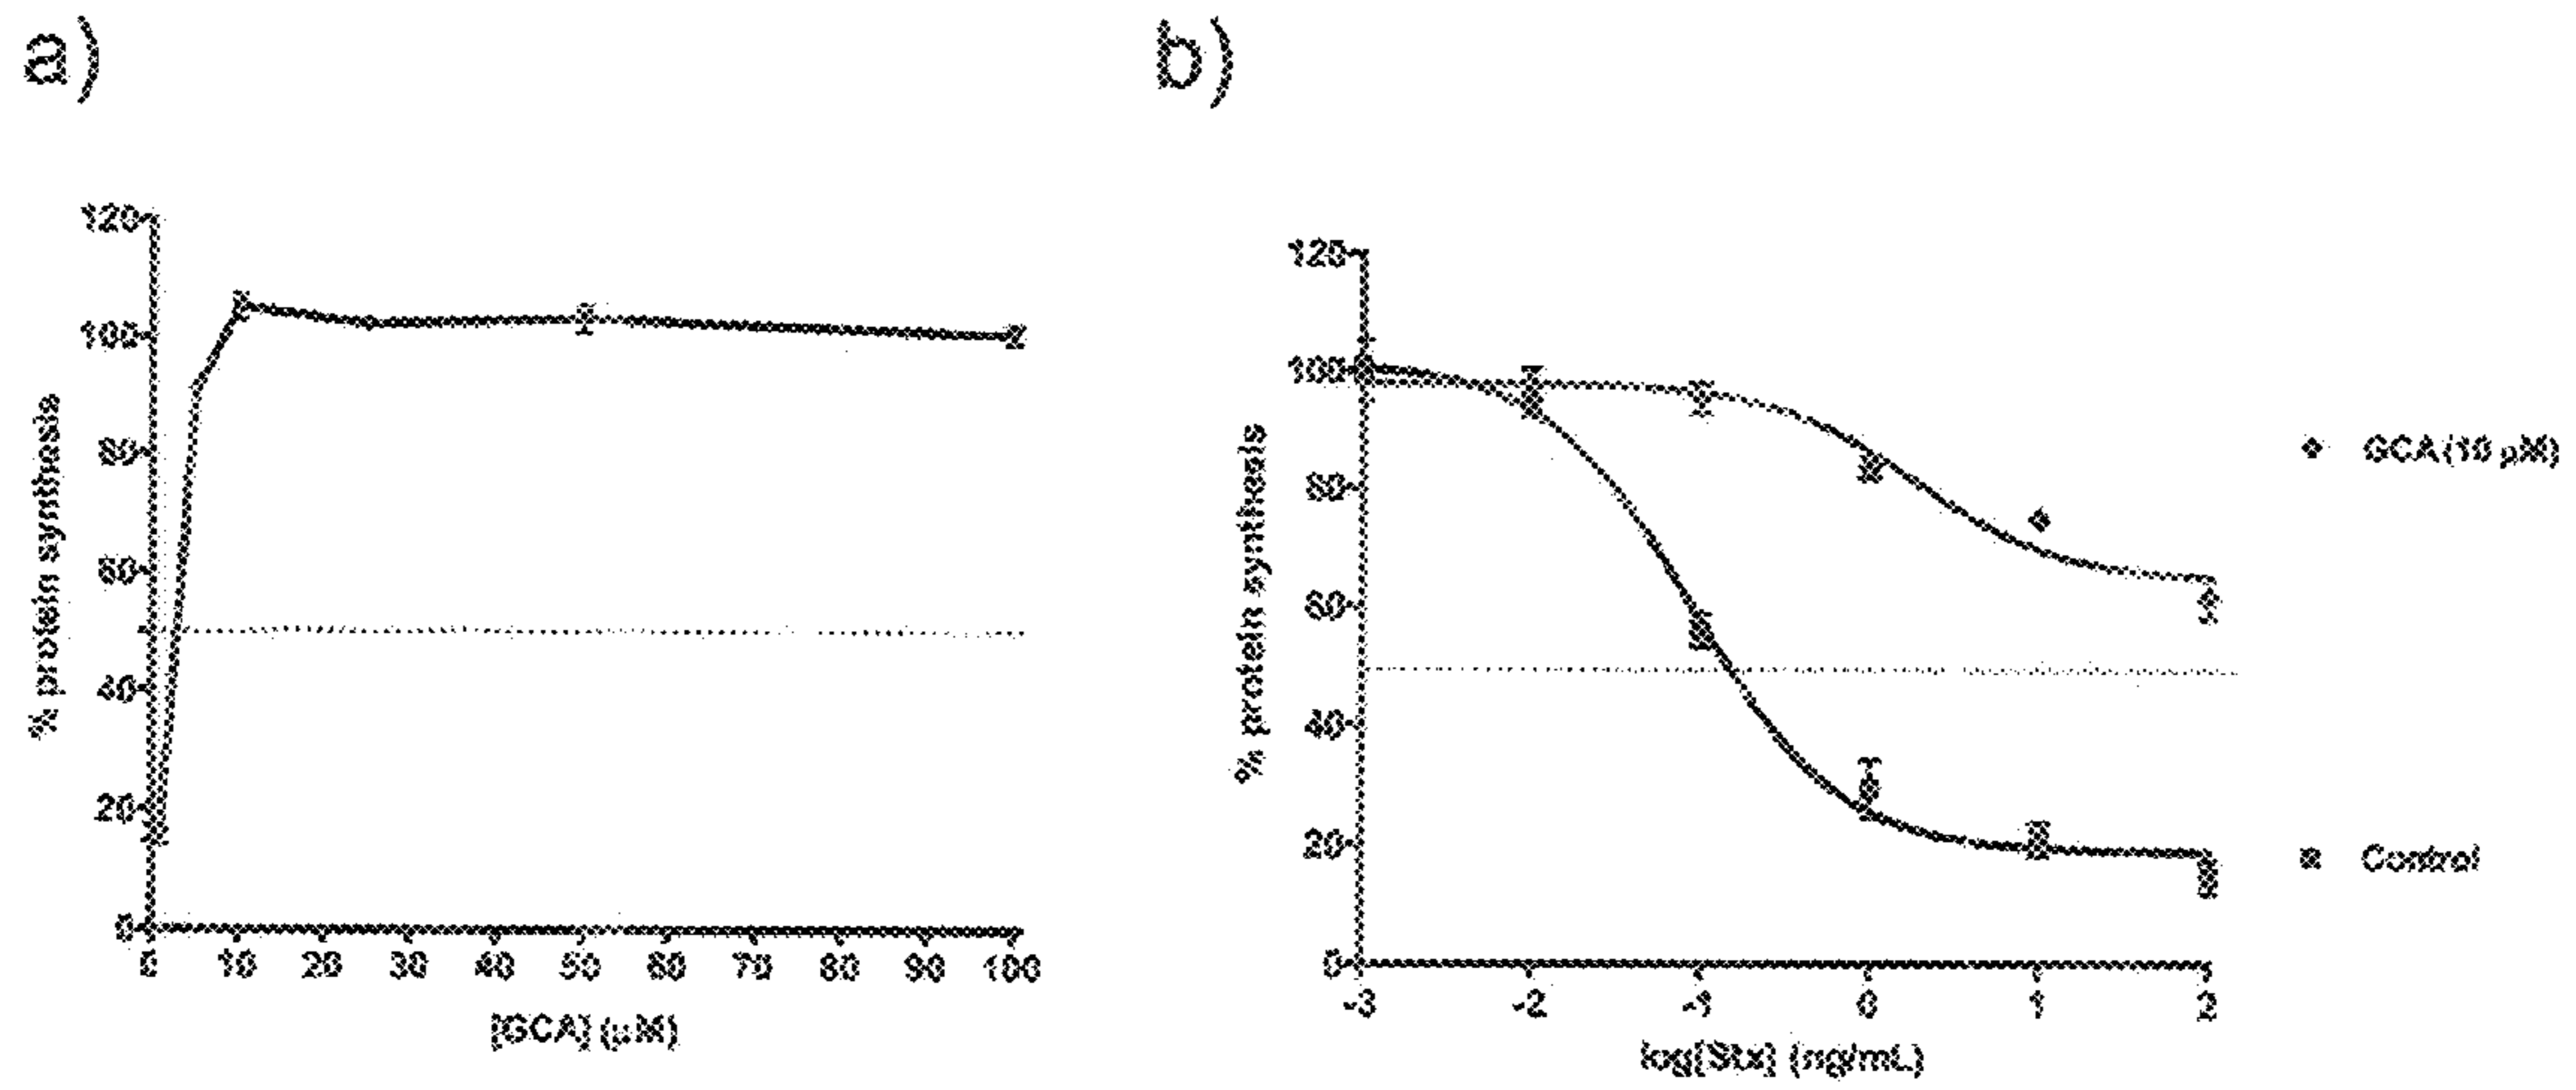 a)
120
100
80
60
40
20
0
% protein synthesis
0 10 20 30 40 50 60 70 80 90 100
[GCA] (μM)
b)
120
100
80
60
40
20
0
% protein synthesis
-3 -2 -1 0 1 2
log[Stx] (ng/mL)
GCA (10 μM)
Control